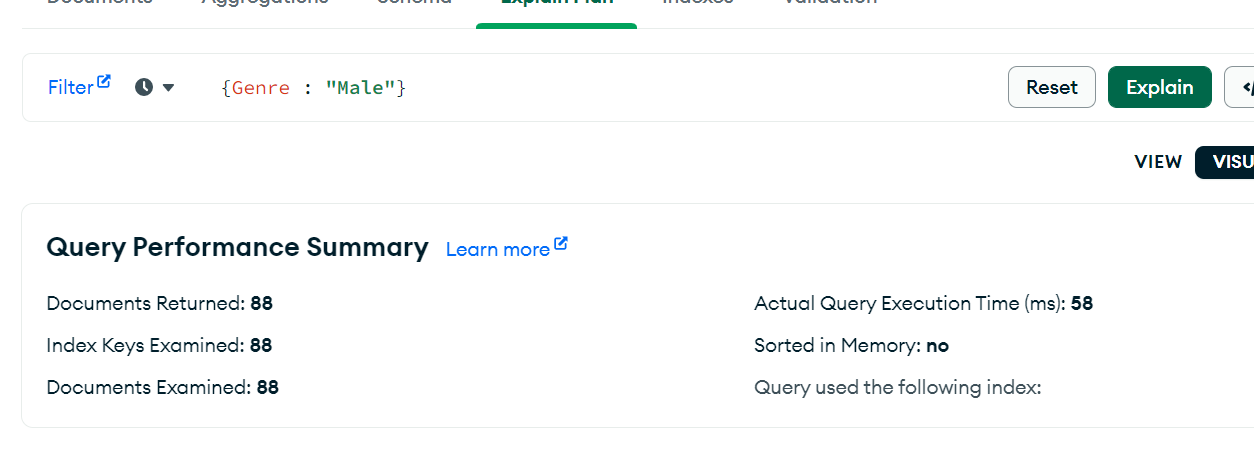 Documents Aggregations Schema Explain Plan Indexes Validation
Filter {Genre : "Male"} Reset Explain
VIEW VISU
Query Performance Summary Learn more
Documents Returned: 88
Actual Query Execution Time (ms): 58
Index Keys Examined: 88
Sorted in Memory: no
Documents Examined: 88
Query used the following index: